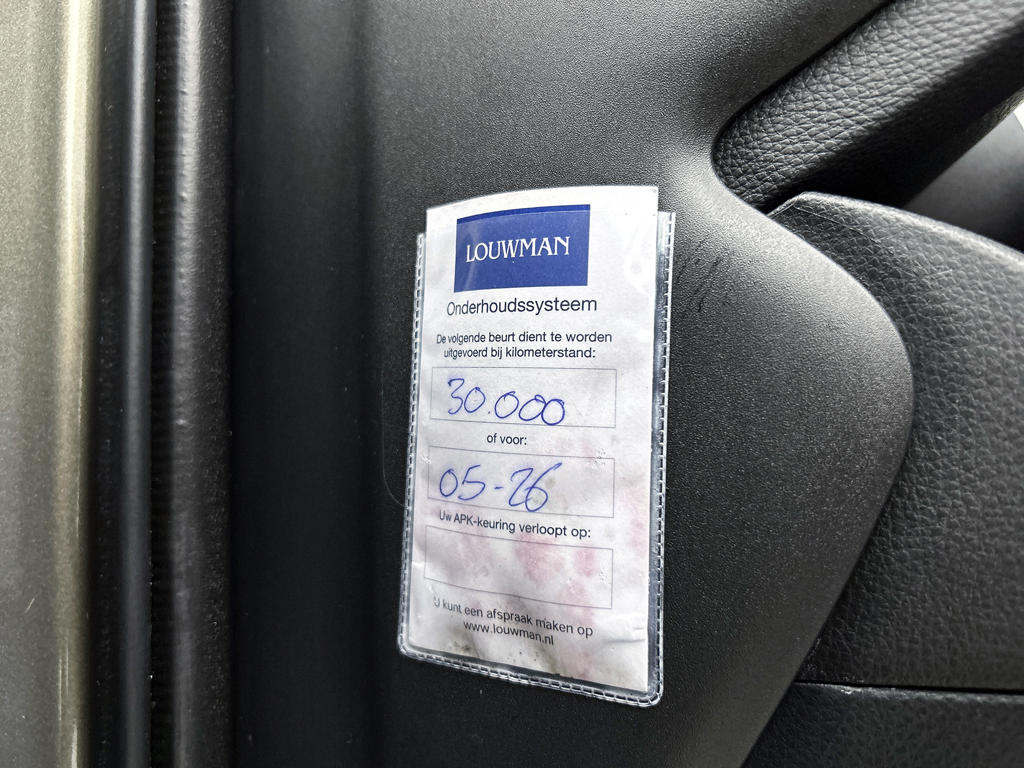 LOUWMAN
Onderhoudssysteem
De volgende beurt dient te worden
uitgevoerd bij kilometerstand:
30.000
of voor:
05-26
Uw APK-keuring verloopt op:
U kunt een afspraak maken op
www.louwman.nl